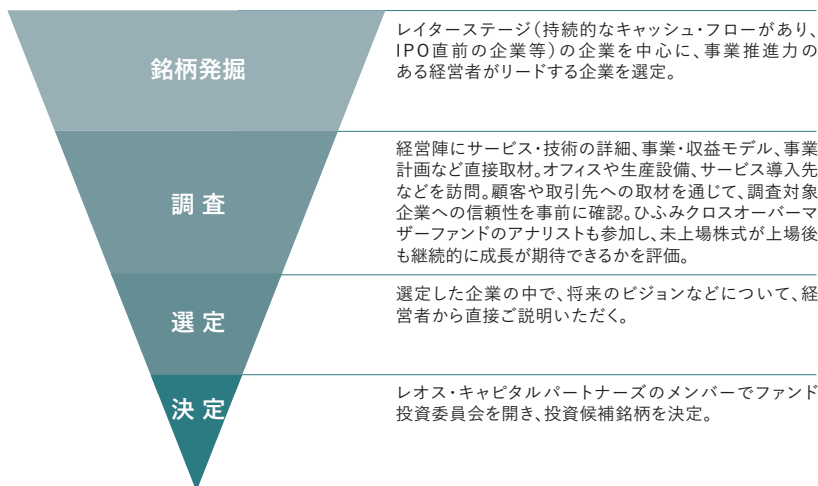 銘柄発掘
レイターステージ（持続的なキャッシュ・フローがあり、
IPO直前の企業等）の企業を中心に、事業推進力の
ある経営者がリードする企業を選定。
調査
経営陣にサービス・技術の詳細、事業・収益モデル、事業
計画など直接取材。オフィスや生産設備、サービス導入先
などを訪問。顧客や取引先への取材を通じて、調査対象
企業への信頼性を事前に確認。ひふみクロスオーバーマ
ザーファンドのアナリストも参加し、未上場株式が上場後
も継続的に成長が期待できるかを評価。
選定
選定した企業の中で、将来のビジョンなどについて、経
営者から直接ご説明いただく。
決定
レオス・キャピタルパートナーズのメンバーでファンド
投資委員会を開き、投資候補銘柄を決定。